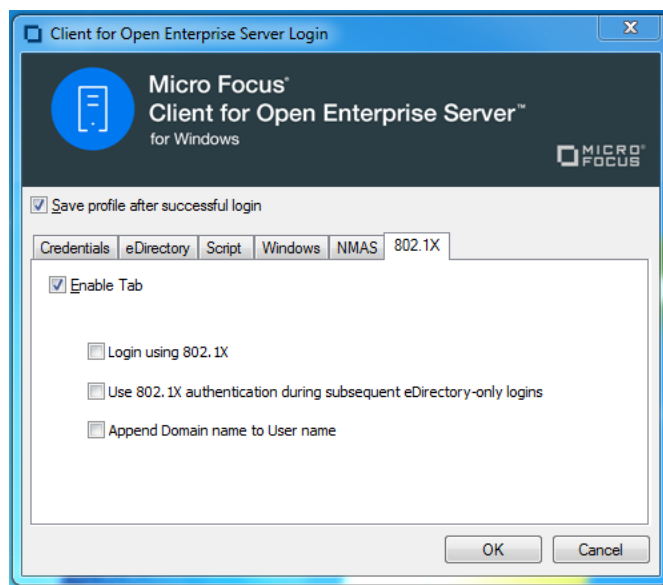 Client for Open Enterprise Server Login
X
Micro Focus®
Client for Open Enterprise Server™
for Windows
MICRO®
FOCUS
Save profile after successful login
Credentials eDirectory Script Windows NMAS 802.1X
Enable Tab
Login using 802.1X
Use 802.1X authentication during subsequent eDirectory-only logins
Append Domain name to User name
OK Cancel